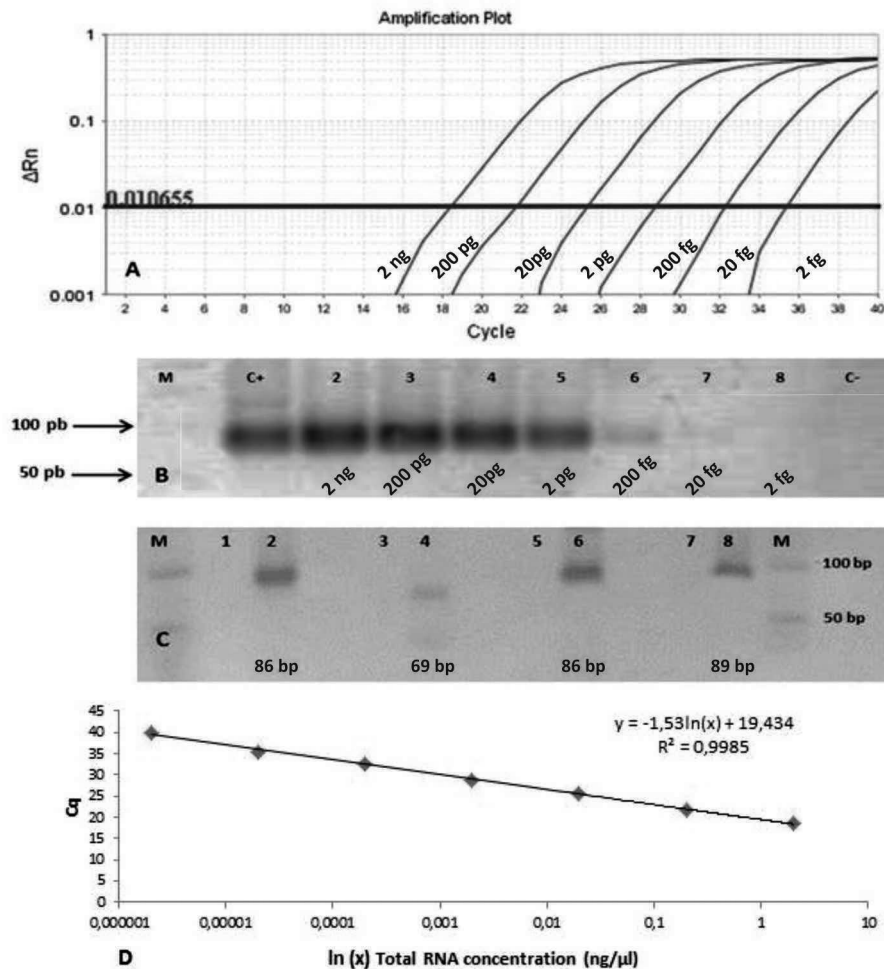 Amplification Plot
1
0.1
0.01
0.001
ΔRn
0.010655
2 ng 200 pg 20pg 2 pg 200 fg 20 fg 2 fg
A
2 4 6 8 10 12 14 16 18 20 22 24 26 28 30 32 34 36 38 40
Cycle
M C+ 2 3 4 5 6 7 8 C-
100 pb
50 pb
B
2 ng 200 pg 20pg 2 pg 200 fg 20 fg 2 fg
M 1 2 3 4 5 6 7 8 M
100 bp
50 bp
C
86 bp 69 bp 86 bp 89 bp
45
40
35
30
25
20
15
10
5
0
Cq
y = -1,53ln(x) + 19,434
R² = 0,9985
0,000001 0,00001 0,0001 0,001 0,01 0,1 1 10
D ln (x) Total RNA concentration (ng/µl)